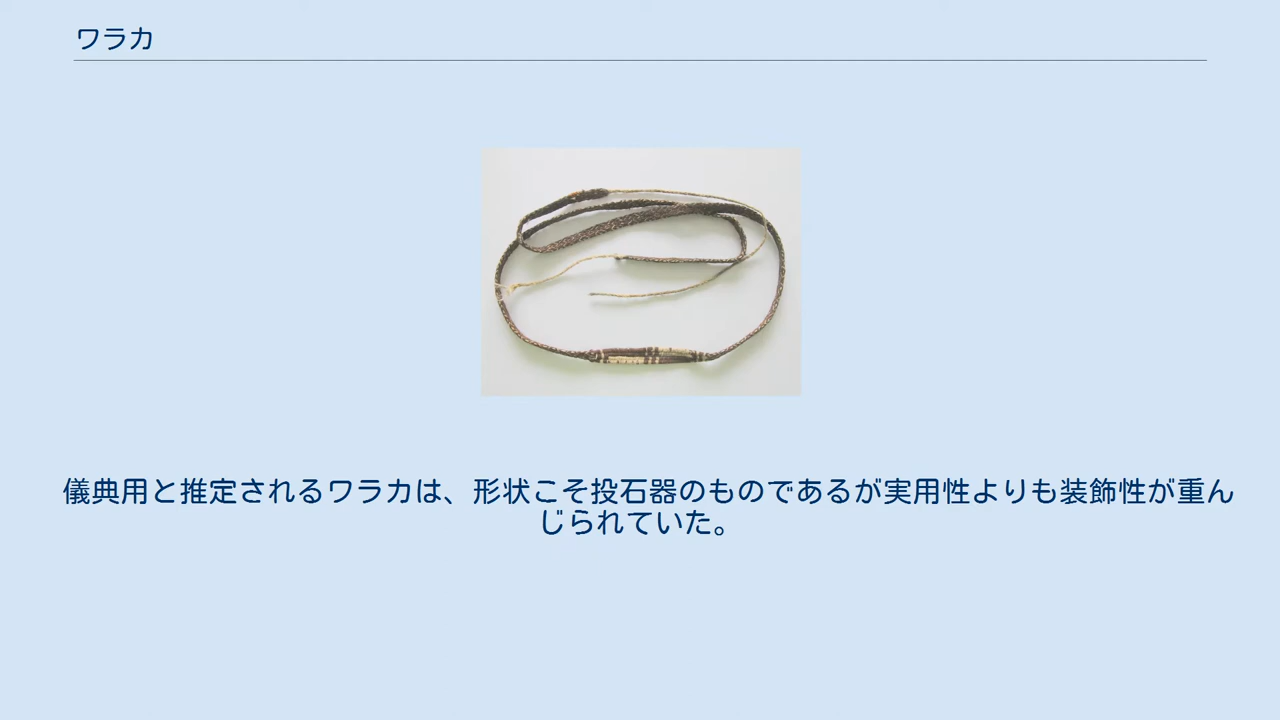 ワラカ
儀典用と推定されるワラカは、形状こそ投石器のものであるが実用性よりも装飾性が重ん
じられていた。